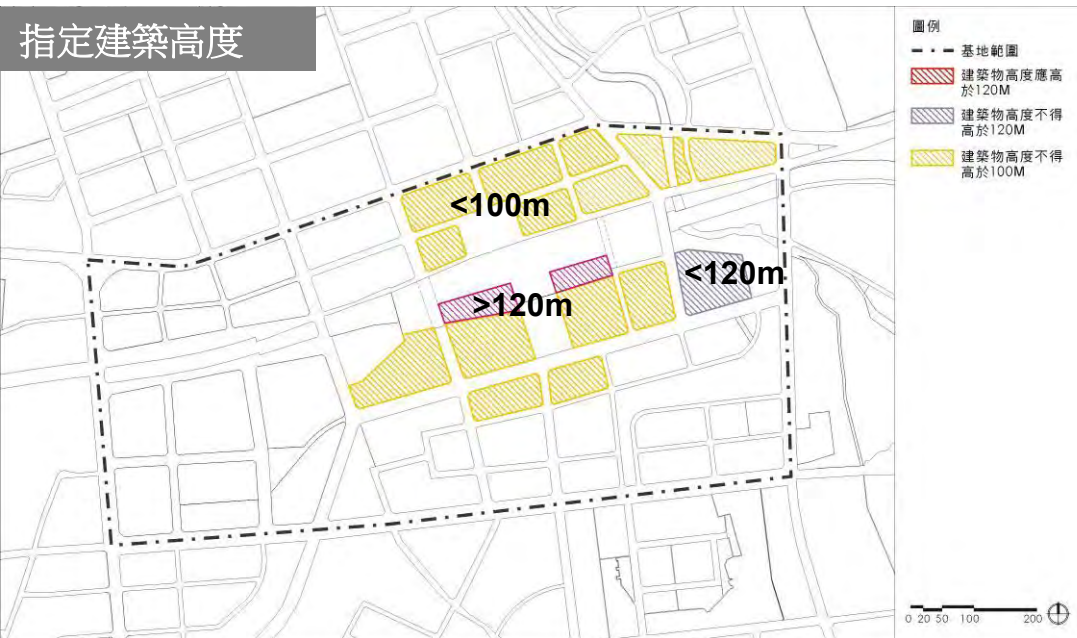 指定建築高度
圖例
基地範圍
建築物高度應高
於120M
建築物高度不得
高於120M
建築物高度不得
高於100M
<100m
<120m
>120m
0 20 50 100 200